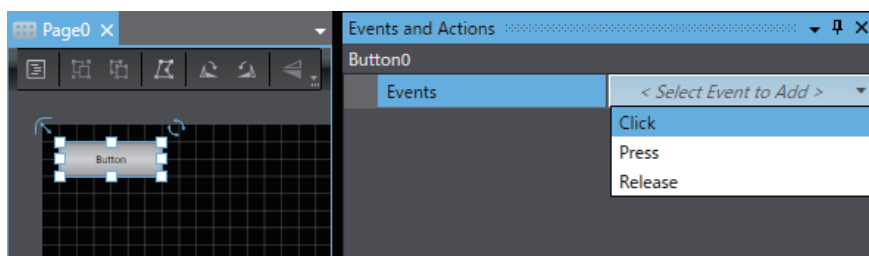 Page0
Events and Actions
Button0
Events
< Select Event to Add >
Click
Press
Release
Button